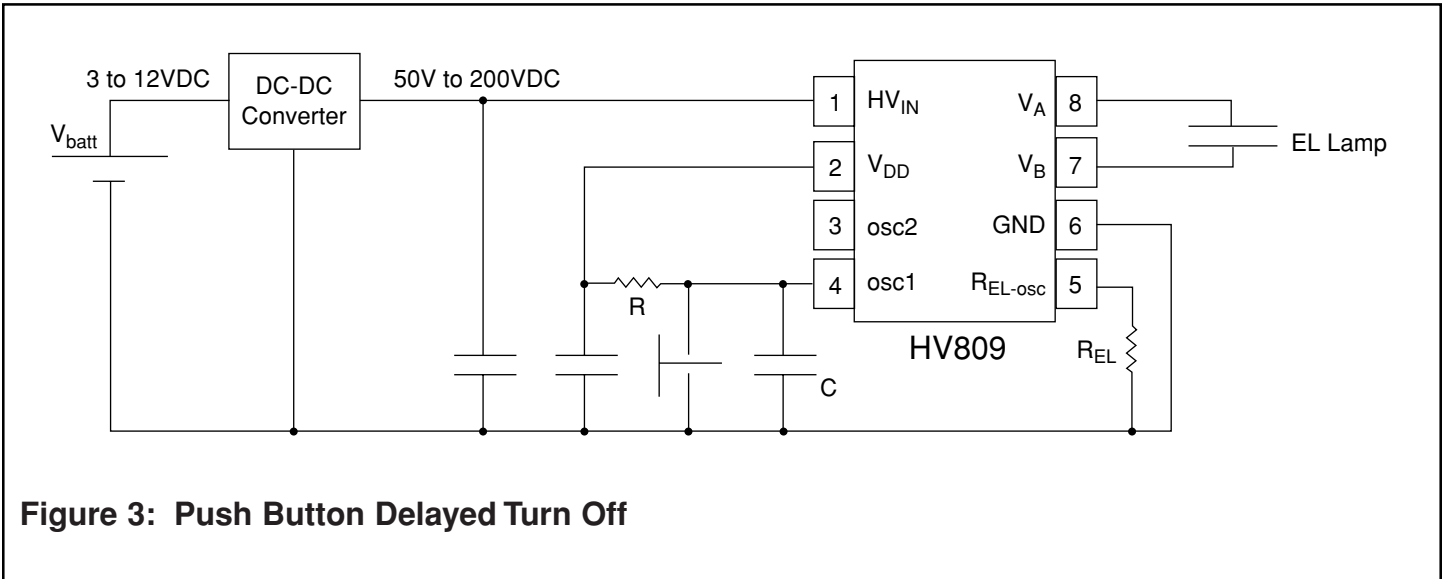 3 to 12VDC
DC-DC
Converter
50V to 200VDC
V_batt
1 HV_IN
V_A 8
2 V_DD
V_B 7
3 osc2
GND 6
4 osc1
R_EL-osc 5
EL Lamp
R
C
HV809
R_EL
Figure 3: Push Button Delayed Turn Off